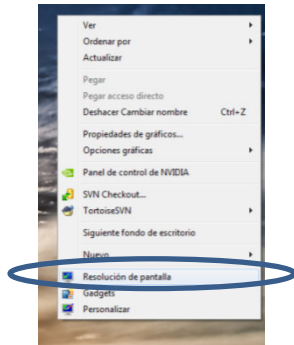 Ver
Ordenar por
Actualizar
Pegar
Pegar acceso directo
Deshacer Cambiar nombre Ctrl+Z
Propiedades de gráficos...
Opciones gráficas
Panel de control de NVIDIA
SVN Checkout...
TortoiseSVN
Siguiente fondo de escritorio
Nuevo
Resolución de pantalla
Gadgets
Personalizar